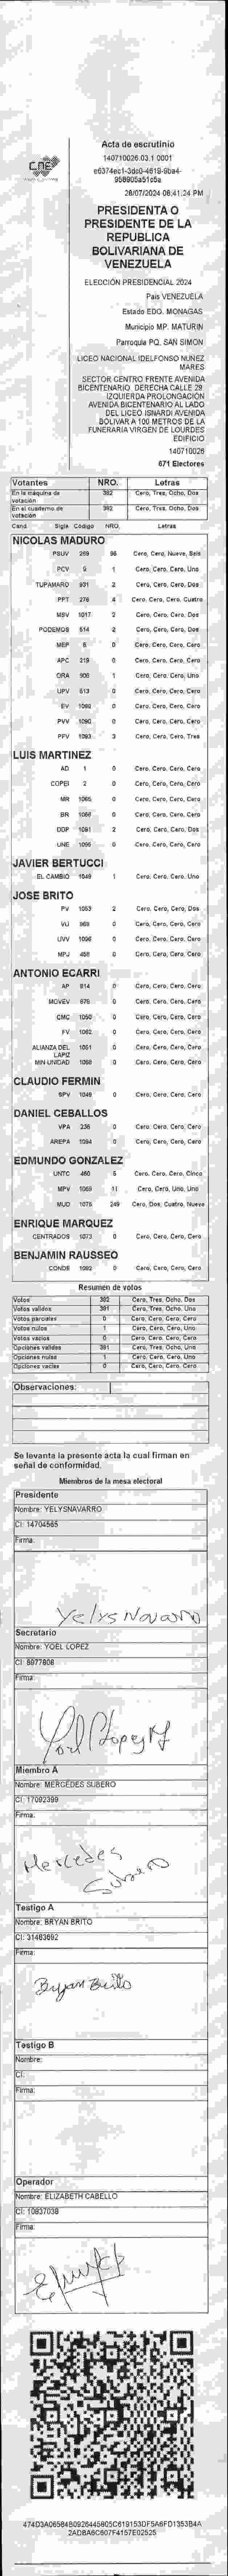 CNE
Acta de escrutinio
140710026.03.1.0001
28/07/2024 08:41:24 PM
PRESIDENTA O
PRESIDENTE DE LA
REPUBLICA
BOLIVARIANA DE
VENEZUELA
ELECCIÓN PRESIDENCIAL 2024
País VENEZUELA
Estado EDO. MONAGAS
Municipio MP. MATURIN
Parroquia PQ. SAN SIMON
LICEO NACIONAL IDELFONSO NUNEZ
MARES
SECTOR CENTRO FRENTE AVENIDA
BICENTENARIO. DERECHA CALLE 29.
IZQUIERDA PROLONGACIÓN
AVENIDA BICENTENARIO AL LADO
DEL LICEO ISNARDI AVENIDA
BOLIVAR A 100 METROS DE LA
FUNERARIA VIRGEN DE LOURDES
EDIFICIO
140710026
671 Electores
Votantes NRO. Letras
En la máquina de votación 392 Cero, Tres, Ocho, Dos
En el cuaderno de votación 382 Cero, Tres, Ocho, Dos
Cand Sigla Código NRO. Letras
NICOLAS MADURO
PSUV 269 96 Cero, Cero, Nueve, Seis
PCV 9 1 Cero, Cero, Cero, Uno
TUPAMARO 931 2 Cero, Cero, Cero, Dos
PPT 276 4 Cero, Cero, Cero, Cuatro
MSV 1017 2 Cero, Cero, Cero, Dos
PODEMOS 514 2 Cero, Cero, Cero, Dos
MEP 6 0 Cero, Cero, Cero, Cero
APC 219 0 Cero, Cero, Cero, Cero
ORA 906 1 Cero, Cero, Cero, Uno
UPV 613 0 Cero, Cero, Cero, Cero
EV 1089 0 Cero, Cero, Cero, Cero
PVV 1090 0 Cero, Cero, Cero, Cero
PFV 1093 3 Cero, Cero, Cero, Tres
LUIS MARTINEZ
AD 1 0 Cero, Cero, Cero, Cero
COPEI 2 0 Cero, Cero, Cero, Cero
MR 1065 0 Cero, Cero, Cero, Cero
BR 1066 0 Cero, Cero, Cero, Cero
DDP 1091 2 Cero, Cero, Cero, Dos
UNE 1096 0 Cero, Cero, Cero, Cero
JAVIER BERTUCCI
EL CAMBIO 1049 1 Cero, Cero, Cero, Uno
JOSE BRITO
PV 1053 2 Cero, Cero, Cero, Dos
VU 969 0 Cero, Cero, Cero, Cero
UVV 1096 0 Cero, Cero, Cero, Cero
MPJ 458 0 Cero, Cero, Cero, Cero
ANTONIO ECARRI
AP 914 0 Cero, Cero, Cero, Cero
MOVEV 679 0 Cero, Cero, Cero, Cero
CMC 1050 0 Cero, Cero, Cero, Cero
FV 1062 0 Cero, Cero, Cero, Cero
ALIANZA DEL LAPIZ 1051 0 Cero, Cero, Cero, Cero
MIN-UNIDAD 1068 0 Cero, Cero, Cero, Cero
CLAUDIO FERMIN
SPV 1048 0 Cero, Cero, Cero, Cero
DANIEL CEBALLOS
VPA 236 0 Cero, Cero, Cero, Cero
AREPA 1094 0 Cero, Cero, Cero, Cero
EDMUNDO GONZALEZ
UNTC 460 5 Cero, Cero, Cero, Cinco
MPV 1069 11 Cero, Cero, Uno, Uno
MUD 1076 249 Cero, Dos, Cuatro, Nueve
ENRIQUE MARQUEZ
CENTRADOS 1073 0 Cero, Cero, Cero, Cero
BENJAMIN RAUSSEO
CONDE 1092 0 Cero, Cero, Cero, Cero
Resumen de votos
Votos 382 Cero, Tres, Ocho, Dos
Votos validos 381 Cero, Tres, Ocho, Uno
Votos parciales 0 Cero, Cero, Cero, Cero
Votos nulos 1 Cero, Cero, Cero, Uno
Votos vacios 0 Cero, Cero, Cero, Cero
Opciones validas 381 Cero, Tres, Ocho, Uno
Opciones nulas 1 Cero, Cero, Cero, Uno
Opciones vacias 0 Cero, Cero, Cero, Cero
Observaciones:
Se levanta la presente acta la cual firman en
señal de conformidad.
Miembros de la mesa electoral
Presidente
Nombre: YELYSNAVARRO
CI: 14704565
Firma:
Yelys Navarro
Secretario
Nombre: YOEL LOPEZ
CI: 8977806
Firma:
Yoel Lopez
Miembro A
Nombre: MERCEDES SUBERO
CI: 17092399
Firma:
Mercedes
Subero
Testigo A
Nombre: BRYAN BRITO
CI: 31483692
Firma:
Bryan Brito
Testigo B
Nombre:
CI:
Firma:
Operador
Nombre: ELIZABETH CABELLO
CI: 10837038
Firma: